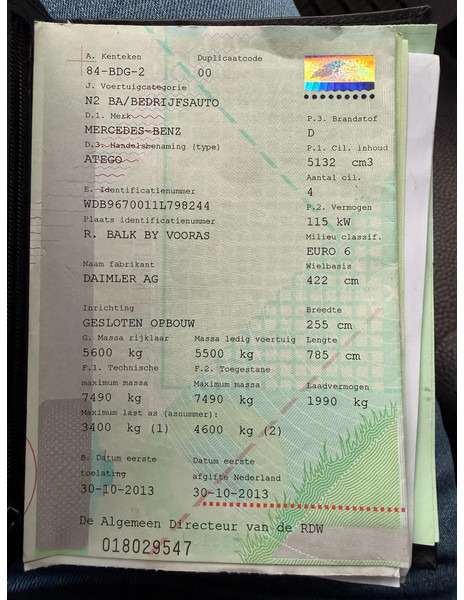 A. Kenteken Duplicaatcode
84-BDG-2 00
J. Voertuigcategorie
N2 BA/BEDRIJFSAUTO
D.1. Merk P.3. Brandstof
MERCEDES-BENZ D
D.3. Handelsbenaming (type) P.1. Cil. inhoud
ATEGO 5132 cm3
Aantal cil.
E. Identificatienummer 4
WDB9670011L798244 P.2. Vermogen
Plaats identificatienummer 115 kW
R. BALK BY VOORAS Milieu classif.
EURO 6
Naam fabrikant Wielbasis
DAIMLER AG 422 cm
Inrichting Breedte
GESLOTEN OPBOUW 255 cm
G. Massa rijklaar Massa ledig voertuig Lengte
5600 kg 5500 kg 785 cm
F.1. Technische F.2. Toegestane
maximum massa Maximum massa Laadvermogen
7490 kg 7490 kg 1990 kg
Maximum last as (asnummer):
3400 kg (1) 4600 kg (2)
B. Datum eerste Datum eerste
toelating afgifte Nederland
30-10-2013 30-10-2013
De Algemeen Directeur van de RDW
018029547